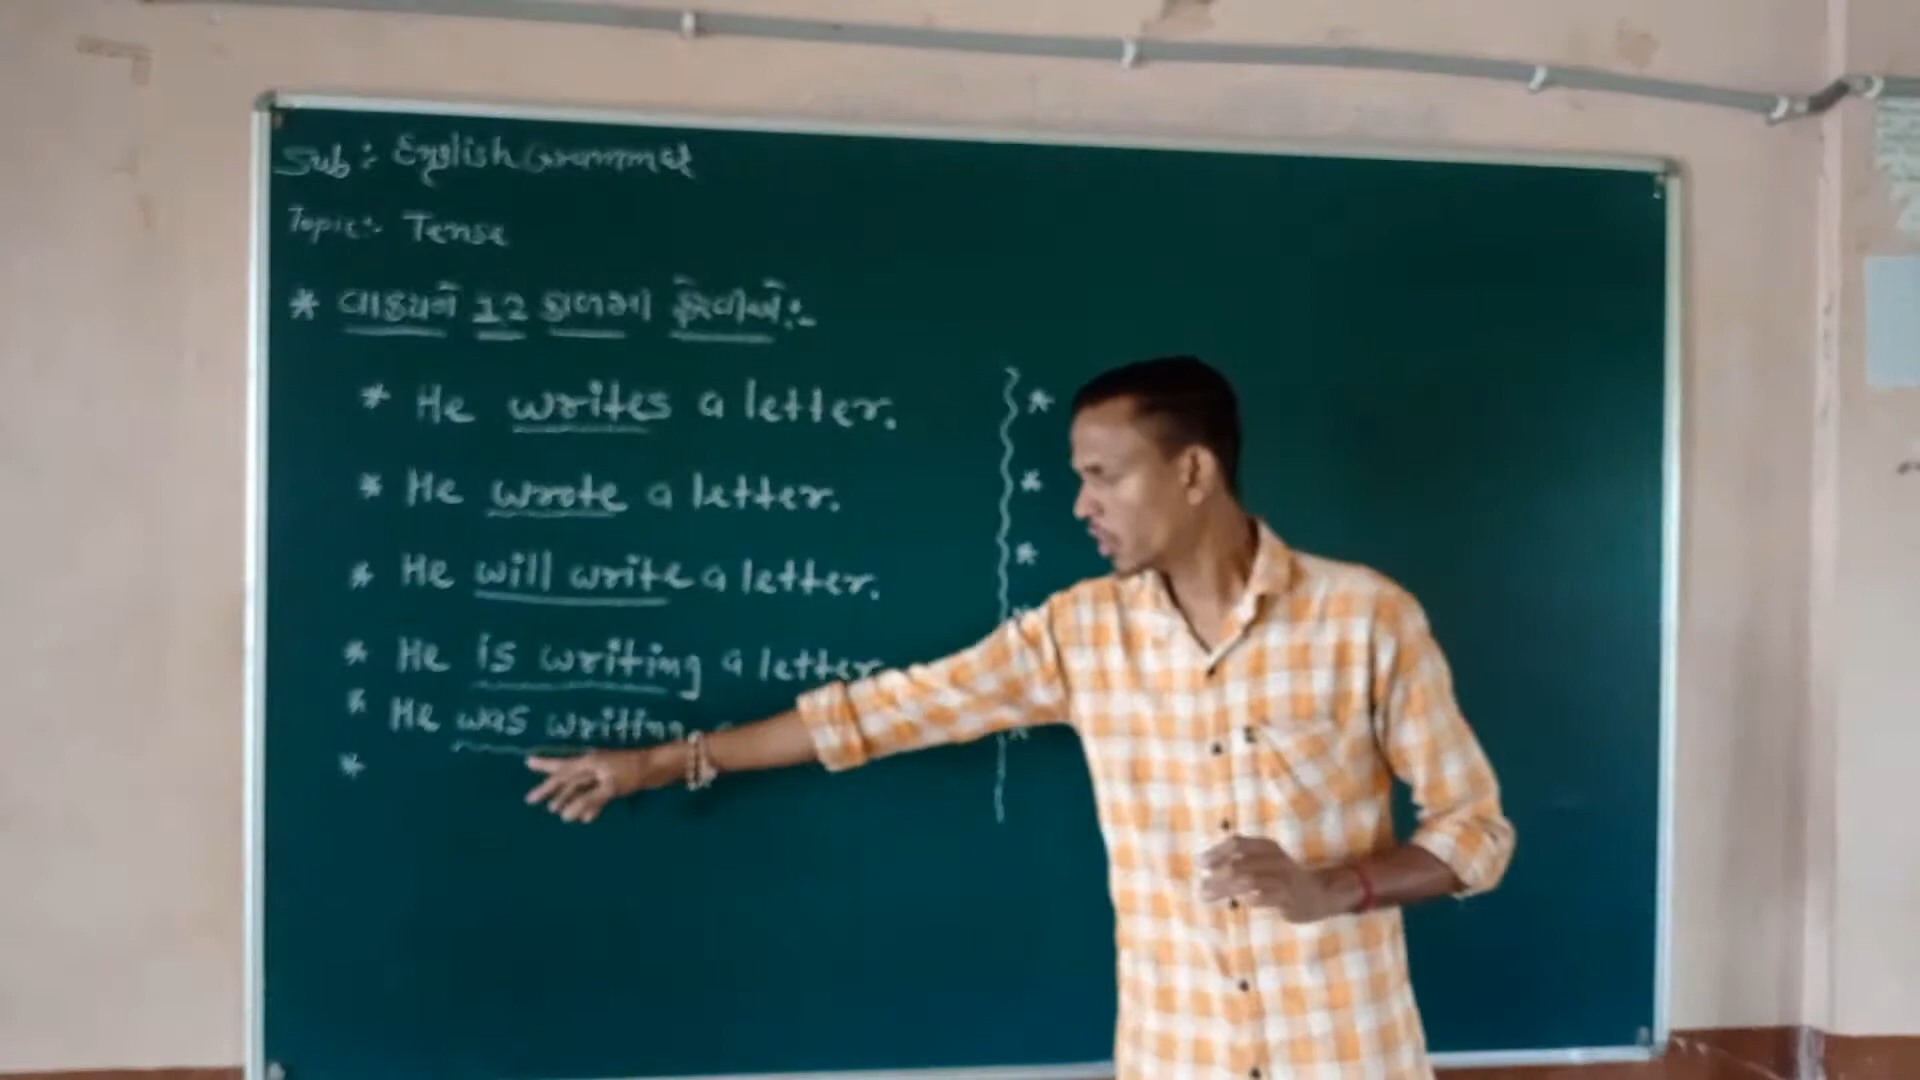 Sub : English Grammar
Topic :- Tense
* વાક્યને 12 કાળમાં ફેરવીએ :-
* He writes a letter.
* He wrote a letter.
* He will write a letter.
* He is writing a letter
* He was writing
*
*
*
*